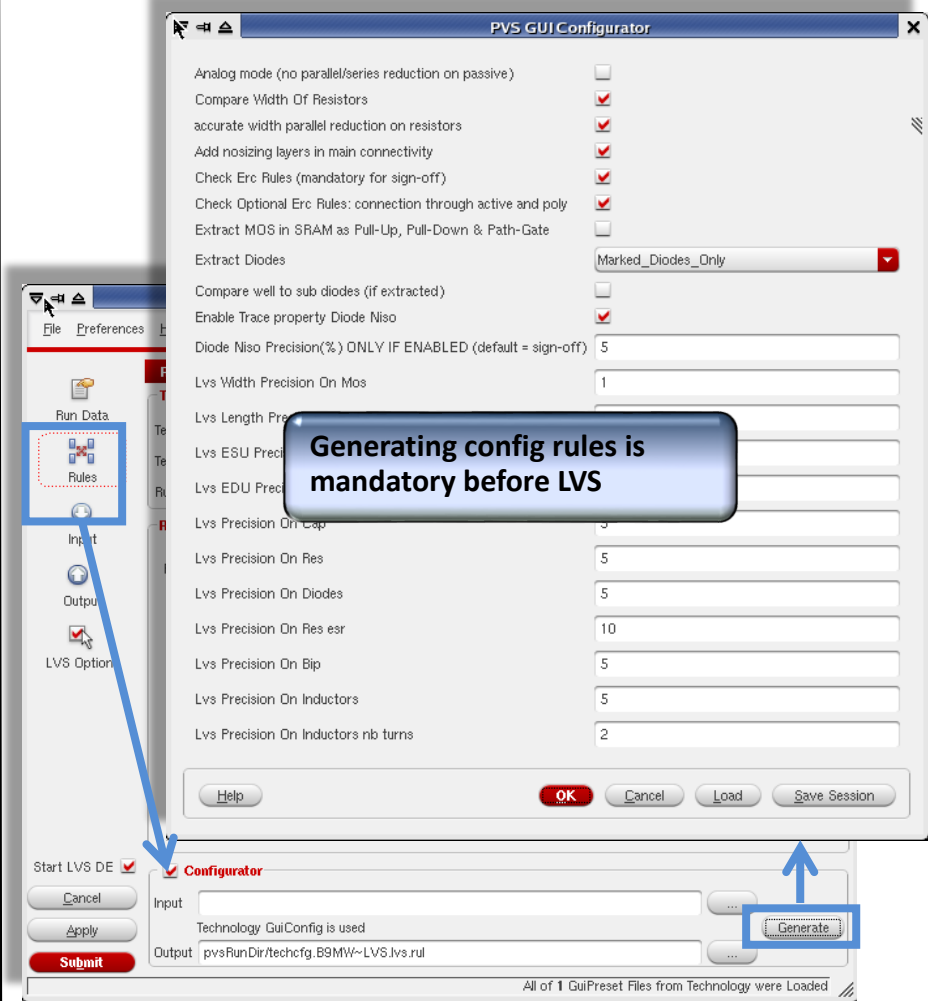 PVS GUI Configurator
Analog mode (no parallel/series reduction on passive)
Compare Width Of Resistors
accurate width parallel reduction on resistors
Add nosizing layers in main connectivity
Check Erc Rules (mandatory for sign-off)
Check Optional Erc Rules: connection through active and poly
Extract MOS in SRAM as Pull-Up, Pull-Down & Path-Gate
Extract Diodes Marked_Diodes_Only
Compare well to sub diodes (if extracted)
Enable Trace property Diode Niso
Diode Niso Precision(%) ONLY IF ENABLED (default = sign-off) 5
Lvs Width Precision On Mos 1
Lvs Length
Lvs ESU
Lvs EDU
Generating config rules is
mandatory before LVS
Lvs Precision On Cap 5
Lvs Precision On Res 5
Lvs Precision On Diodes 5
Lvs Precision On Res esr 10
Lvs Precision On Bip 5
Lvs Precision On Inductors 5
Lvs Precision On Inductors nb turns 2
Help OK Cancel Load Save Session
File Preferences
Run Data
Rules
Input
Output
LVS Option
Start LVS DE
Cancel
Apply
Submit
Configurator
Input ...
Technology GuiConfig is used
Generate
Output pvsRunDir/techcfg.B9MW~LVS.lvs.rul ...
All of 1 GuiPreset Files from Technology were Loaded